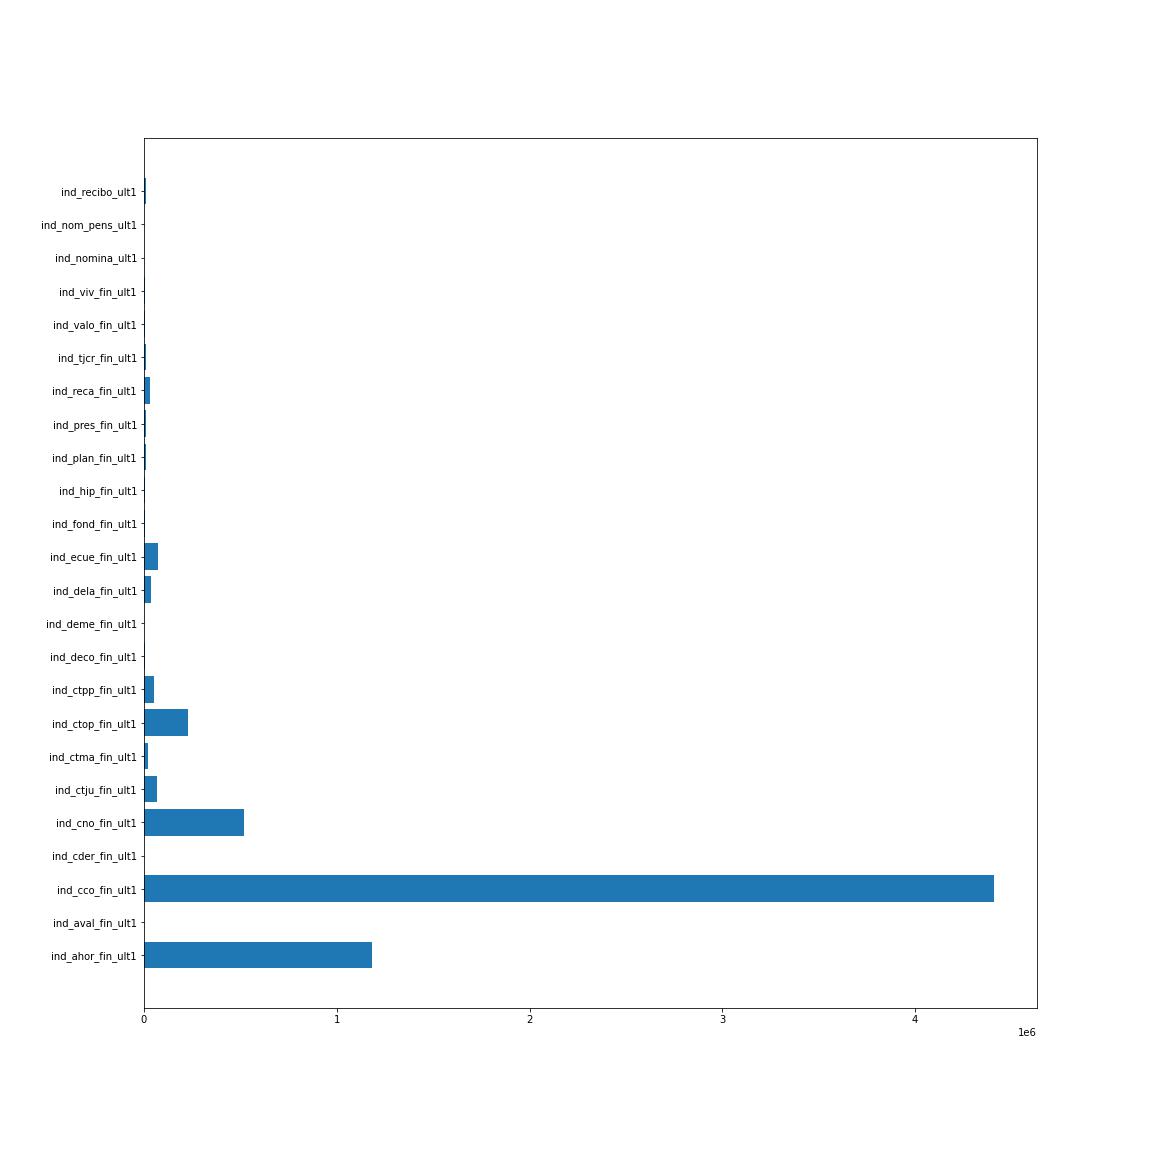 ind_recibo_ult1
ind_nom_pens_ult1
ind_nomina_ult1
ind_viv_fin_ult1
ind_valo_fin_ult1
ind_tjcr_fin_ult1
ind_reca_fin_ult1
ind_pres_fin_ult1
ind_plan_fin_ult1
ind_hip_fin_ult1
ind_fond_fin_ult1
ind_ecue_fin_ult1
ind_dela_fin_ult1
ind_deme_fin_ult1
ind_deco_fin_ult1
ind_ctpp_fin_ult1
ind_ctop_fin_ult1
ind_ctma_fin_ult1
ind_ctju_fin_ult1
ind_cno_fin_ult1
ind_cder_fin_ult1
ind_cco_fin_ult1
ind_aval_fin_ult1
ind_ahor_fin_ult1
0 1 2 3 4
1e6